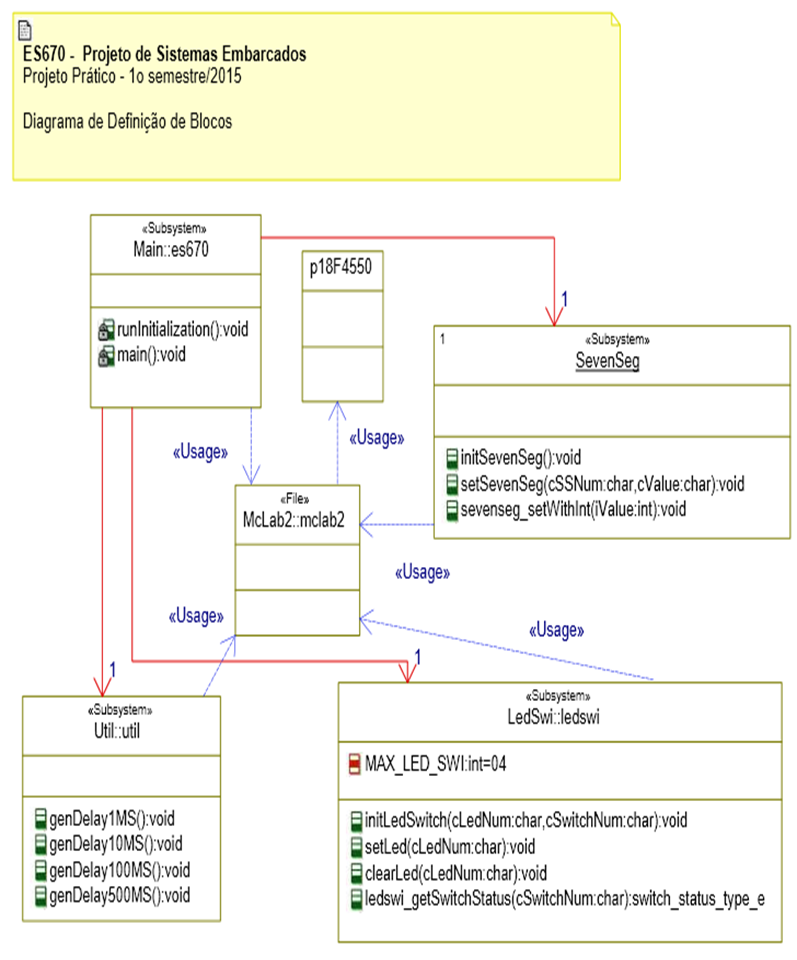 ES670 -  Projeto de Sistemas Embarcados
Projeto Prático - 1o semestre/2015
Diagrama de Definição de Blocos
«Subsystem»
Main::es670
runInitialization():void
main():void
p18F4550
1
1
«Subsystem»
SevenSeg
initSevenSeg():void
setSevenSeg(cSSNum:char,cValue:char):void
sevenseg_setWithInt(iValue:int):void
«Usage»
«Usage»
«File»
McLab2::mclab2
«Usage»
«Usage»
«Usage»
1
1
«Subsystem»
Util::util
genDelay1MS():void
genDelay10MS():void
genDelay100MS():void
genDelay500MS():void
«Subsystem»
LedSwi::ledswi
MAX_LED_SWI:int=04
initLedSwitch(cLedNum:char,cSwitchNum:char):void
setLed(cLedNum:char):void
clearLed(cLedNum:char):void
ledswi_getSwitchStatus(cSwitchNum:char):switch_status_type_e